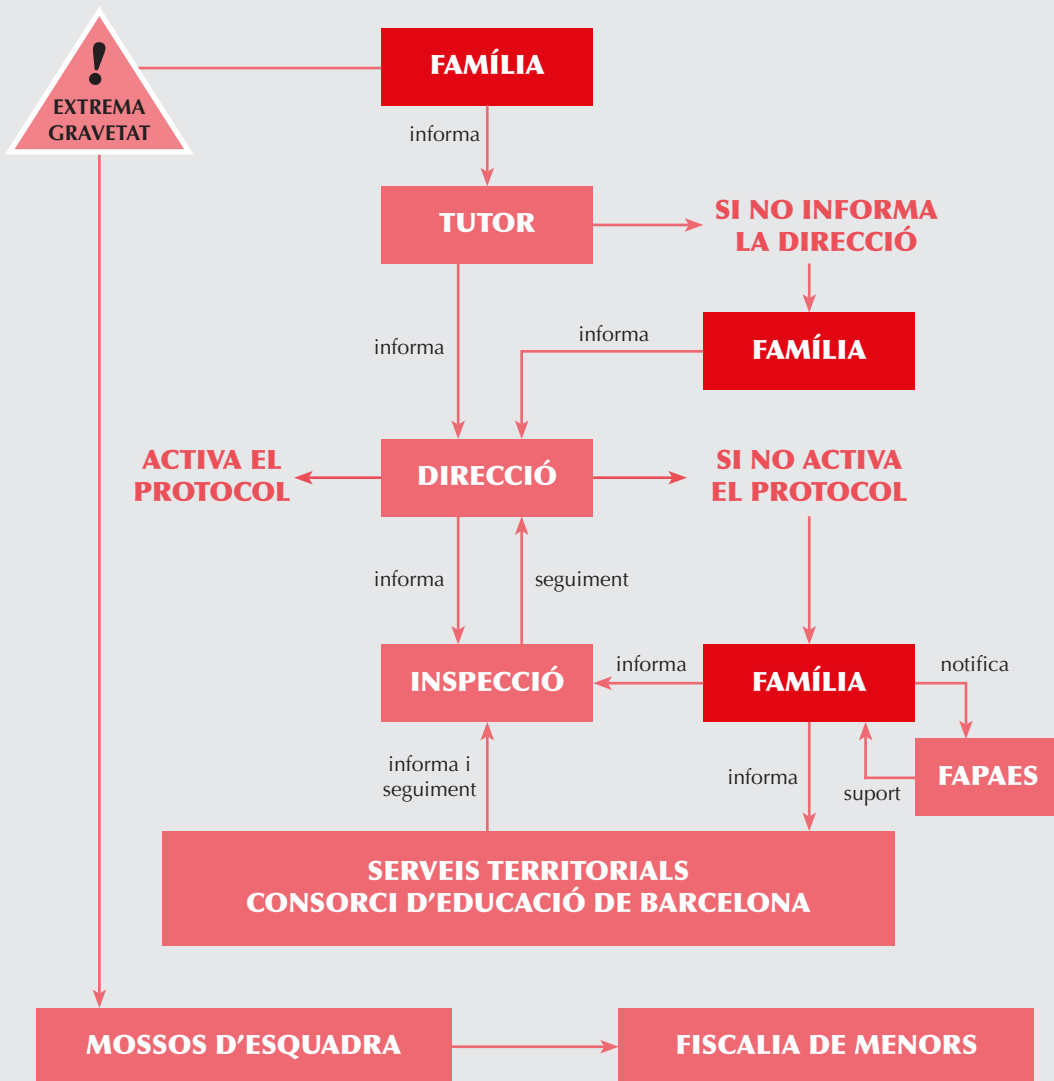 !
EXTREMA
GRAVETAT
FAMÍLIA
informa
TUTOR
SI NO INFORMA
LA DIRECCIÓ
informa
informa
FAMÍLIA
ACTIVA EL
PROTOCOL
DIRECCIÓ
SI NO ACTIVA
EL PROTOCOL
informa
seguiment
INSPECCIÓ
informa
FAMÍLIA
notifica
informa i
seguiment
informa
suport
FAPAES
SERVEIS TERRITORIALS
CONSORCI D'EDUCACIÓ DE BARCELONA
MOSSOS D'ESQUADRA
FISCALIA DE MENORS